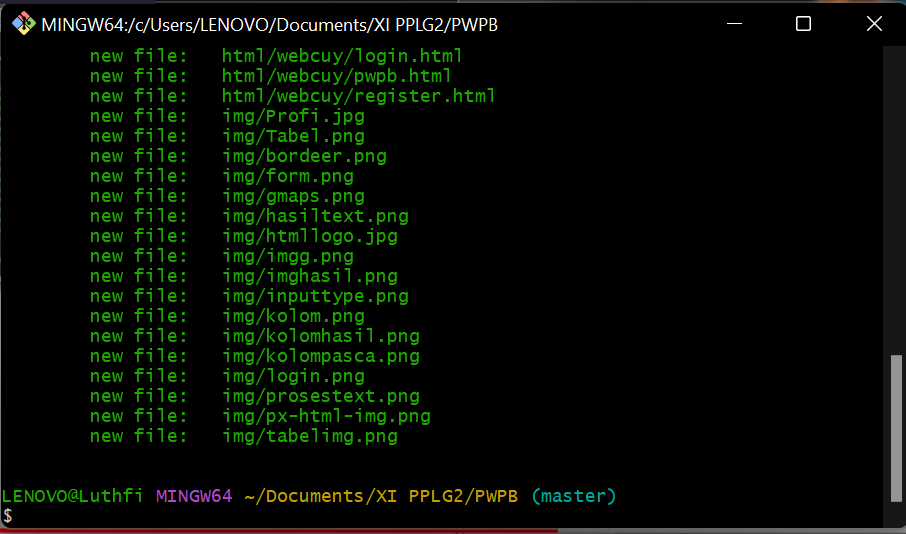 MINGW64:/c/Users/LENOVO/Documents/XI PPLG2/PWPB
new file:   html/webcuy/login.html
new file:   html/webcuy/pwpb.html
new file:   html/webcuy/register.html
new file:   img/Profi.jpg
new file:   img/Tabel.png
new file:   img/bordeer.png
new file:   img/form.png
new file:   img/gmaps.png
new file:   img/hasiltext.png
new file:   img/htmllogo.jpg
new file:   img/imgg.png
new file:   img/imghasil.png
new file:   img/inputtype.png
new file:   img/kolom.png
new file:   img/kolomhasil.png
new file:   img/kolompasca.png
new file:   img/login.png
new file:   img/prosestext.png
new file:   img/px-html-img.png
new file:   img/tabelimg.png
LENOVO@Luthfi MINGW64 ~/Documents/XI PPLG2/PWPB (master)
$